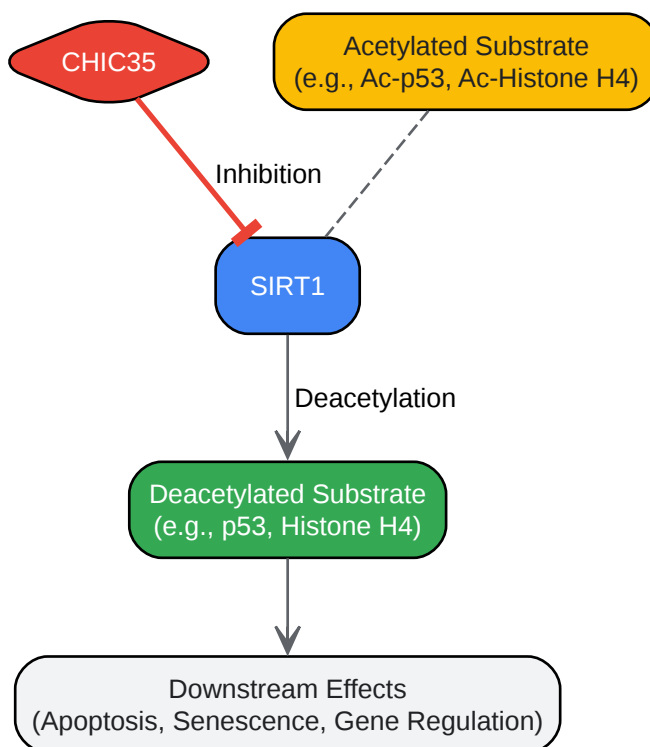 CHIC35
Acetylated Substrate
(e.g., Ac-p53, Ac-Histone H4)
Inhibition
SIRT1
Deacetylation
Deacetylated Substrate
(e.g., p53, Histone H4)
Downstream Effects
(Apoptosis, Senescence, Gene Regulation)